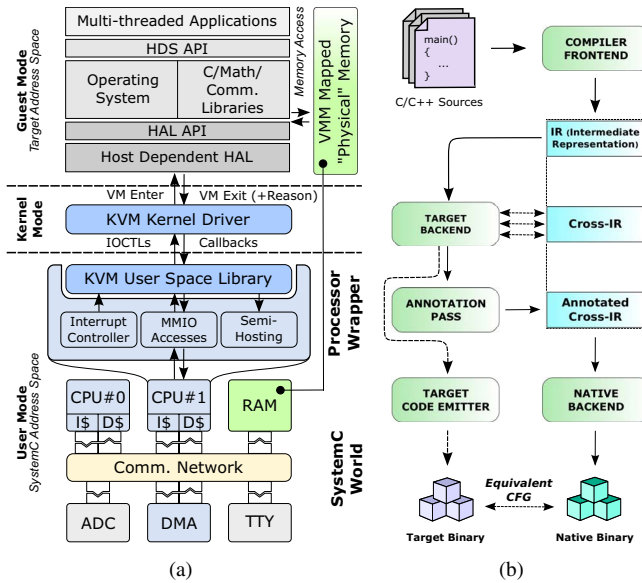 Multi-threaded Applications
HDS API
Operating
System
C/Math/
Comm.
Libraries
HAL API
Host Dependent HAL
Memory Access
VMM Mapped
"Physical" Memory
Guest Mode
Target Address Space
VM Enter
VM Exit (+Reason)
Kernel
Mode
KVM Kernel Driver
IOCTLs
Callbacks
KVM User Space Library
Interrupt
Controller
MMIO
Accesses
Semi-
Hosting
Processor
Wrapper
User Mode
SystemC Address Space
CPU#0
I$ D$
CPU#1
I$ D$
RAM
SystemC
World
Comm. Network
ADC
DMA
TTY
(a)
main()
{
...
}
C/C++ Sources
COMPILER
FRONTEND
IR (Intermediate
Representation)
TARGET
BACKEND
Cross-IR
ANNOTATION
PASS
Annotated
Cross-IR
TARGET
CODE EMITTER
NATIVE
BACKEND
Equivalent
CFG
Target Binary
Native Binary
(b)